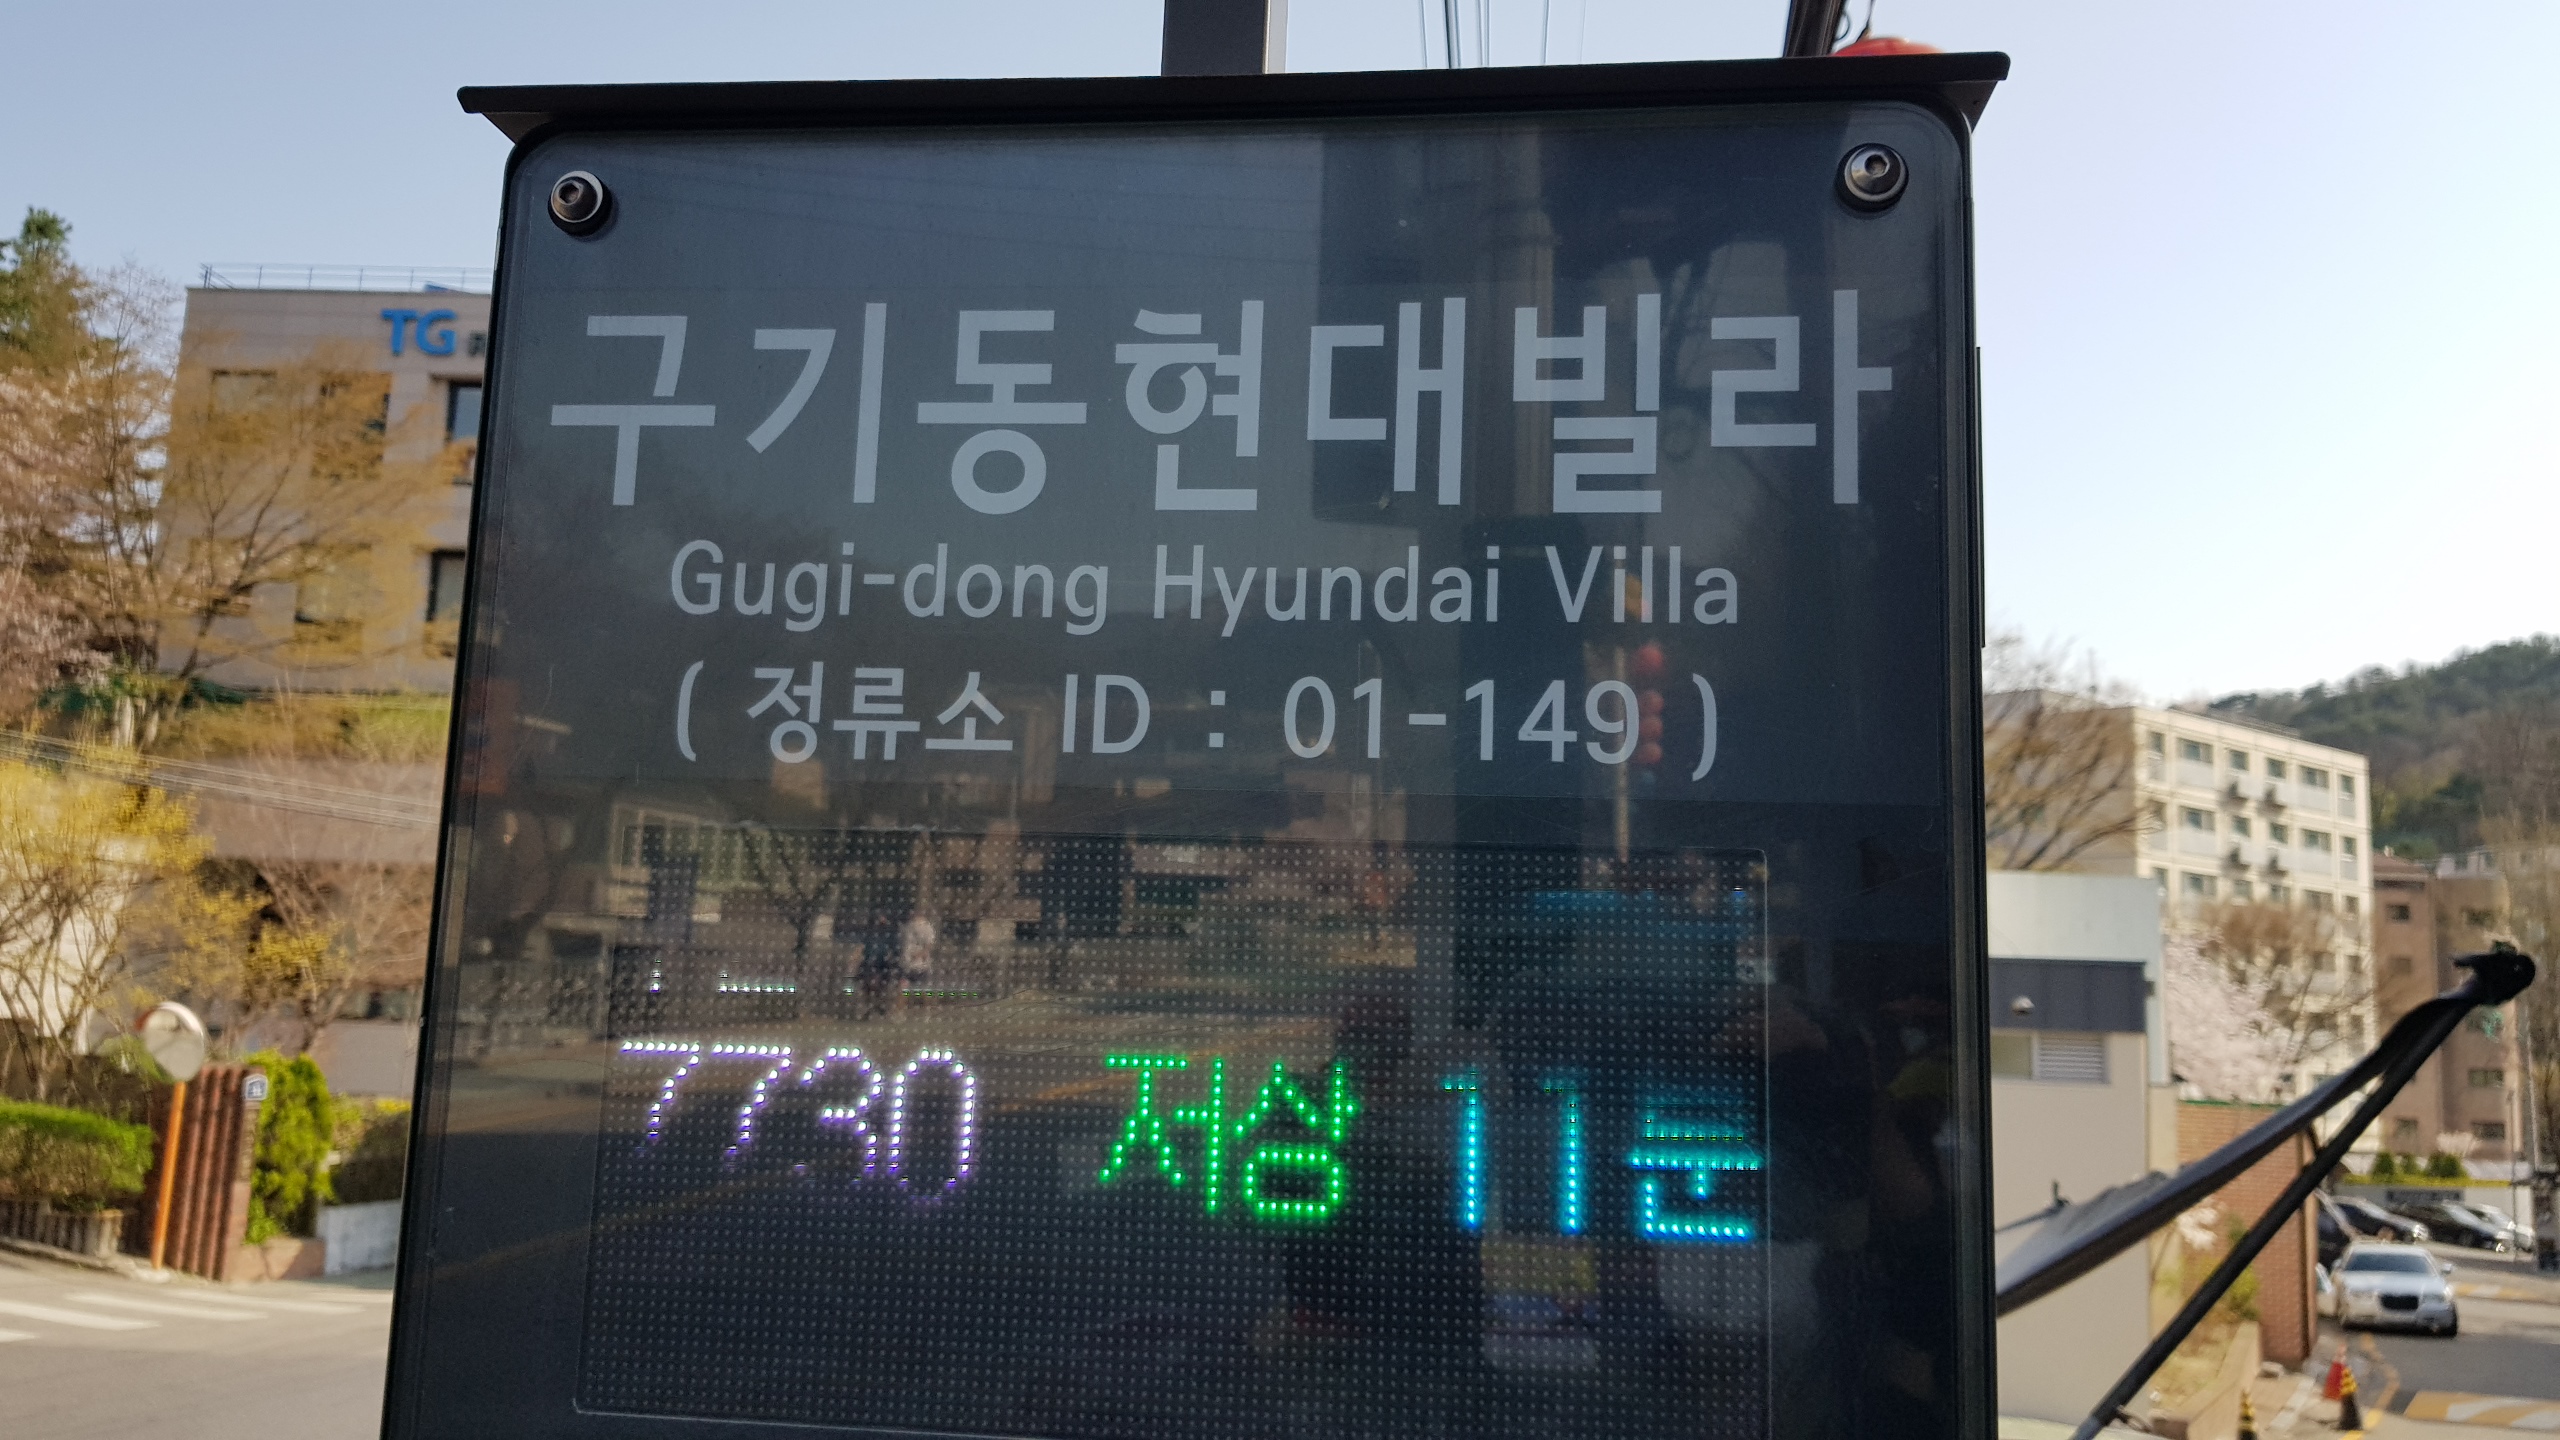 TG
구기동현대빌라
Gugi-dong Hyundai Villa
( 정류소 ID : 01-149 )
7730 저상 11분